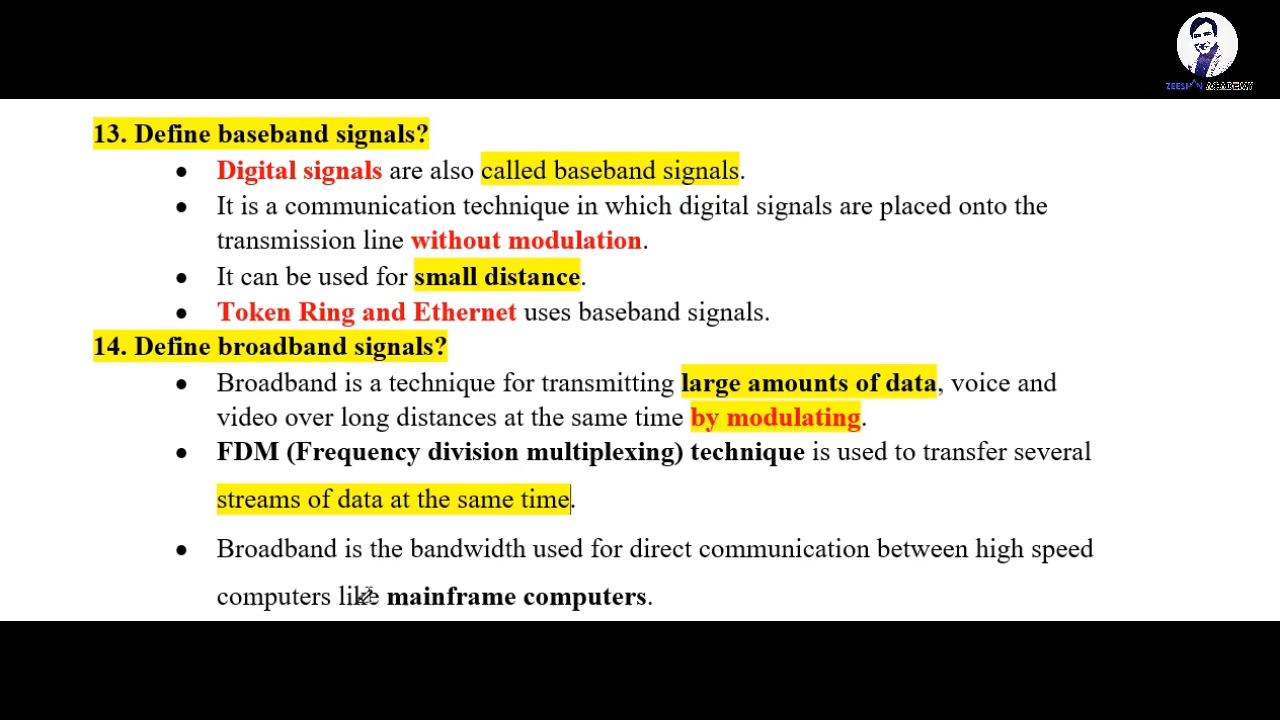 ZEESHAN ACADEMY
13. Define baseband signals?
• Digital signals are also called baseband signals.
• It is a communication technique in which digital signals are placed onto the
transmission line without modulation.
• It can be used for small distance.
• Token Ring and Ethernet uses baseband signals.
14. Define broadband signals?
• Broadband is a technique for transmitting large amounts of data, voice and
video over long distances at the same time by modulating.
• FDM (Frequency division multiplexing) technique is used to transfer several
streams of data at the same time.
• Broadband is the bandwidth used for direct communication between high speed
computers like mainframe computers.